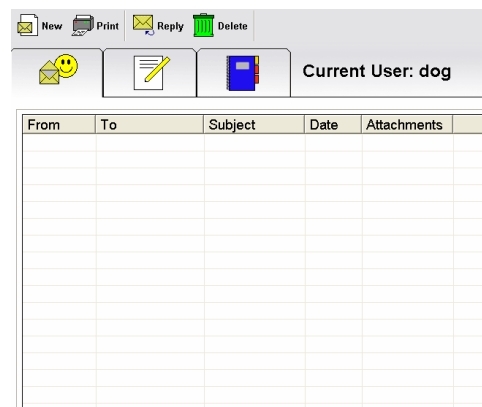 New Print Reply Delete
Current User: dog
From To Subject Date Attachments